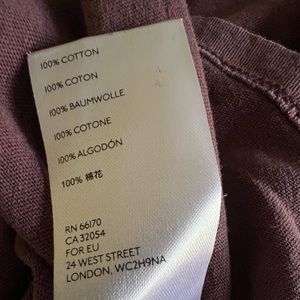 100% COTTON
100% COTON
100% BAUMWOLLE
100% COTONE
100% ALGODÓN
100% 棉花
RN 66170
CA 32054
FOR EU
24 WEST STREET
LONDON, WC2H9NA